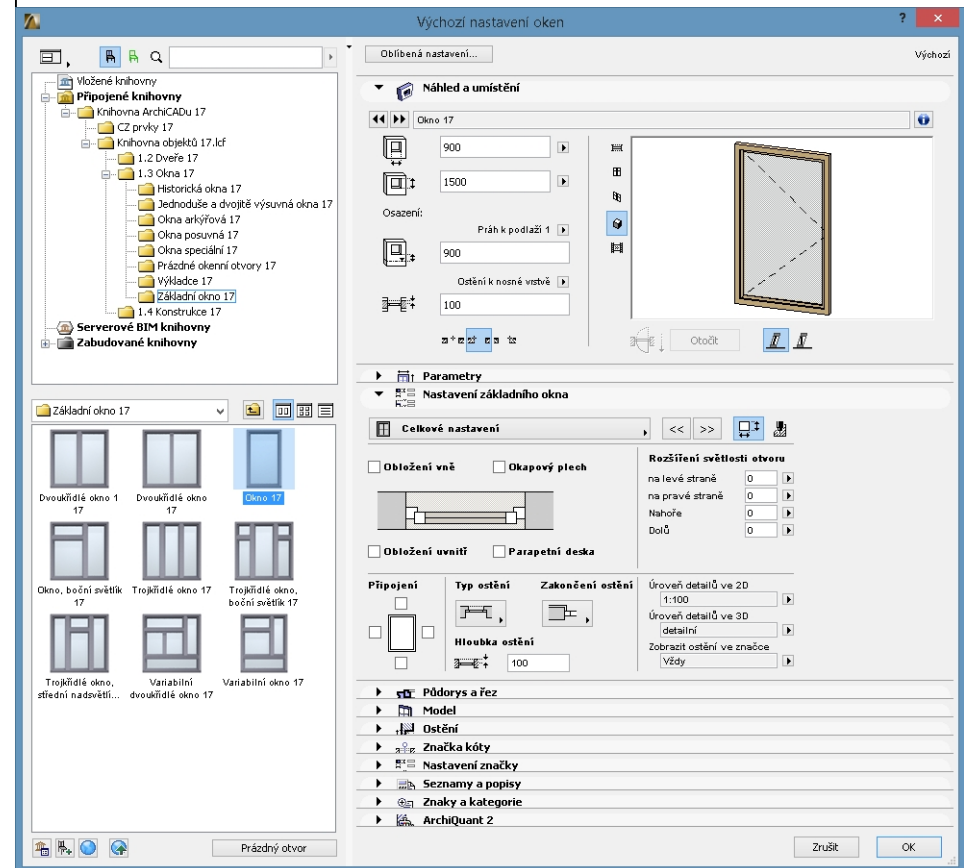 Výchozí nastavení oken
?
×
Oblíbená nastavení...
Výchozí
Vložené knihovny
Připojené knihovny
Knihovna ArchiCADu 17
CZ prvky 17
Knihovna objektů 17.lcf
1.2 Dveře 17
1.3 Okna 17
Historická okna 17
Jednoduše a dvojitě výsuvná okna 17
Okna arkýřová 17
Okna posuvná 17
Okna speciální 17
Prázdné okenní otvory 17
Výkladce 17
Základní okno 17
1.4 Konstrukce 17
Serverové BIM knihovny
Zabudované knihovny
Základní okno 17
Dvoukřídlé okno 1
17
Dvoukřídlé okno
17
Okno 17
Okno, boční světlík
17
Trojkřídlé okno 17
Trojkřídlé okno,
boční světlík 17
Trojkřídlé okno,
střední nadsvětlí...
Variabilní
dvoukřídlé okno 17
Variabilní okno 17
Prázdný otvor
Náhled a umístění
Okno 17
900
1500
Osazení:
Práh k podlaží 1
900
Ostění k nosné vrstvě
100
Otočit
Parametry
Nastavení základního okna
Celkové nastavení
<<
>>
Obložení vně
Okapový plech
Obložení uvnitř
Parapetní deska
Rozšíření světlosti otvoru
na levé straně
0
na pravé straně
0
Nahoře
0
Dolů
0
Připojení
Typ ostění
Zakončení ostění
Hloubka ostění
100
Úroveň detailů ve 2D
1:100
Úroveň detailů ve 3D
detailní
Zobrazit ostění ve značce
Vždy
Půdorys a řez
Model
Ostění
Značka kóty
Nastavení značky
Seznamy a popisy
Znaky a kategorie
ArchiQuant 2
Zrušit
OK